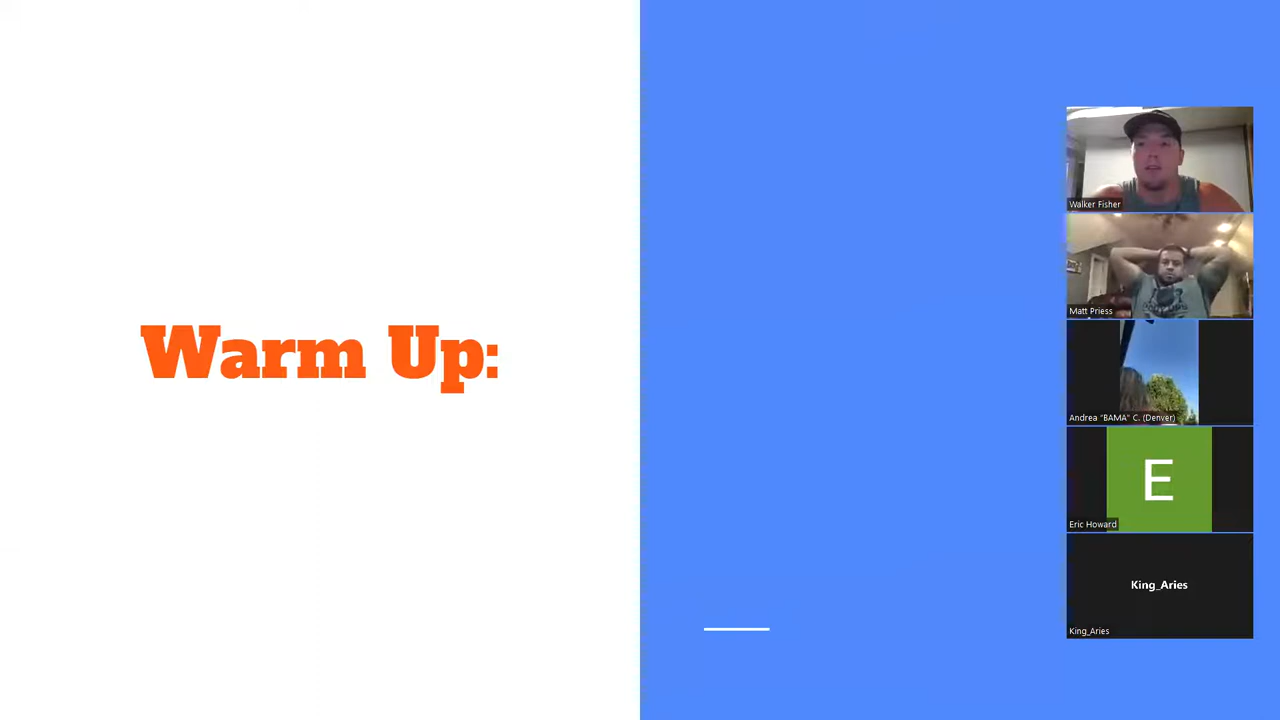 Warm Up:
Walker Fisher
Matt Priess
Andrea "BAMA" C. (Denver)
E
Eric Howard
King_Aries
King_Aries